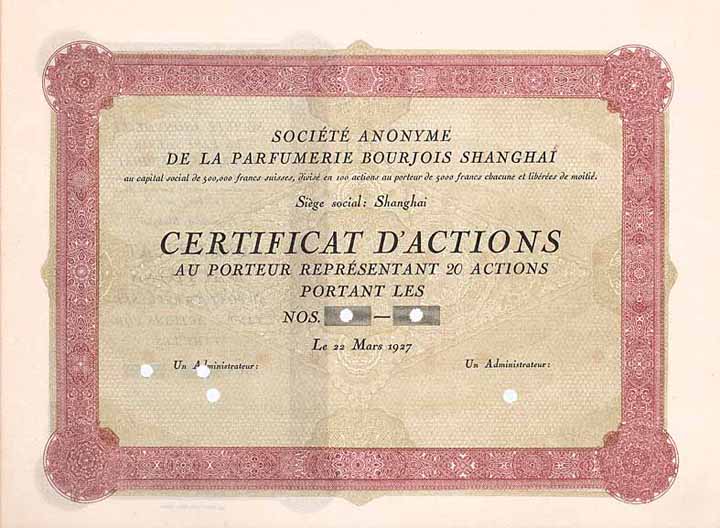 SOCIÉTÉ ANONYME
DE LA PARFUMERIE BOURJOIS SHANGHAÏ
au capital social de 500,000 francs suisses, divisé en 100 actions au porteur de 5000 francs chacune et libérées de moitié.
Siège social: Shanghai
CERTIFICAT D'ACTIONS
AU PORTEUR REPRÉSENTANT 20 ACTIONS
PORTANT LES
NOS. —
Le 22 Mars 1927
Un Administrateur: Un Administrateur: